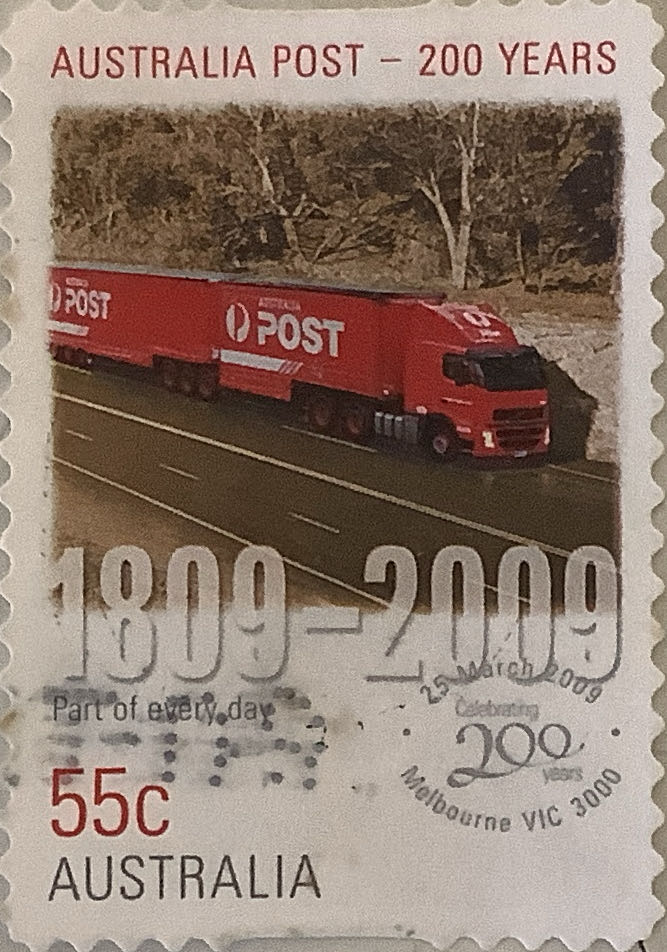 AUSTRALIA POST – 200 YEARS
POST
AUSTRALIA
POST
1809–2009
Part of every day
25 March 2009
Celebrating
200
years
Melbourne VIC 3000
55c
AUSTRALIA